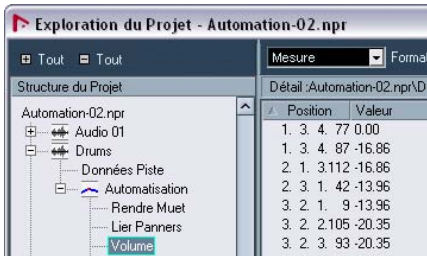 Exploration du Projet - Automation-02.npr
Tout Tout
Mesure Forma
Structure du Projet
Détail :Automation-02.npr\D
Automation-02.npr
Audio 01
Drums
Données Piste
Automatisation
Rendre Muet
Lier Panners
Volume
Position Valeur
1. 3. 4. 77 0.00
1. 3. 4. 87 -16.86
2. 1. 3.112 -16.86
2. 3. 1. 42 -13.96
3. 2. 1. 9 -13.96
3. 2. 2.105 -20.35
3. 2. 3. 93 -20.35